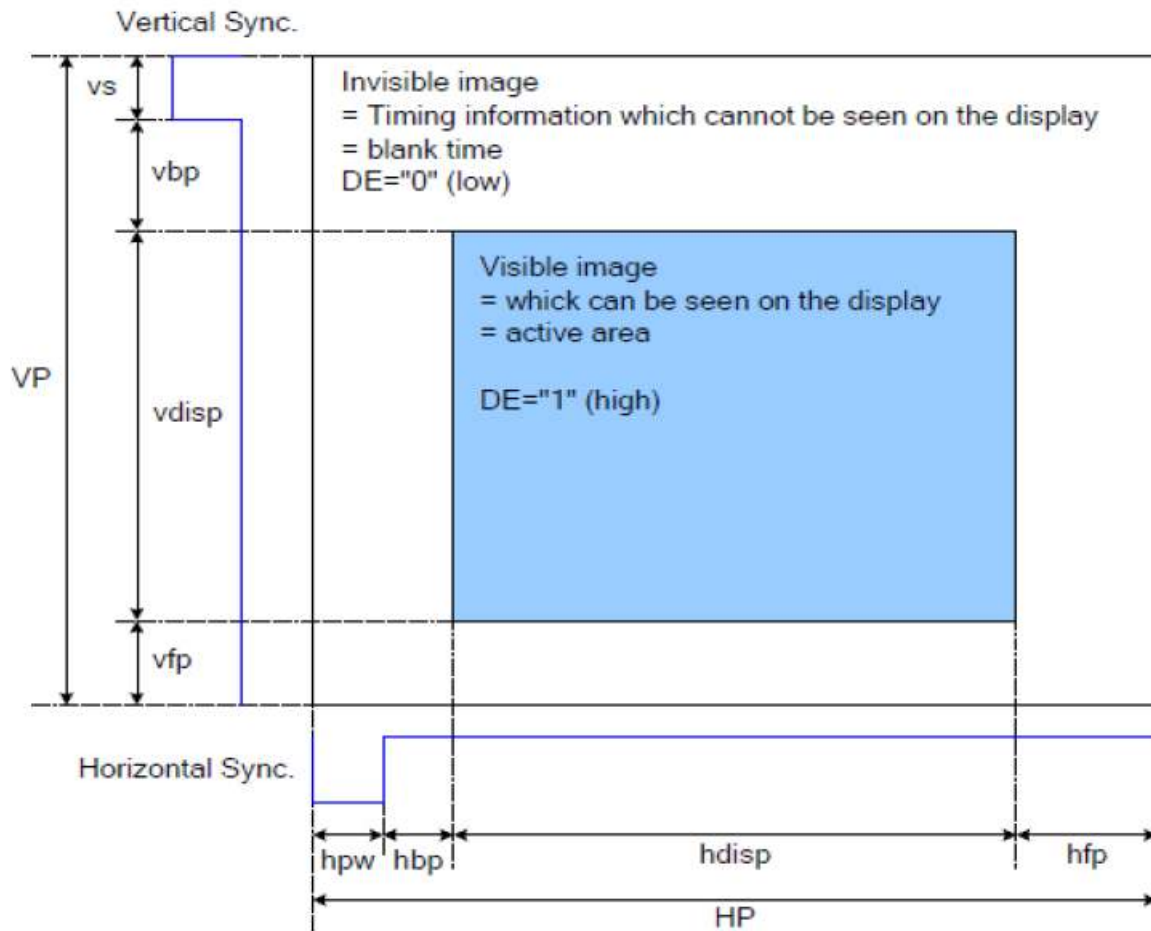 Vertical Sync.
vs
Invisible image
= Timing information which cannot be seen on the display
= blank time
DE="0" (low)
vbp
Visible image
= whick can be seen on the display
= active area
DE="1" (high)
VP
vdisp
vfp
Horizontal Sync.
hpw hbp hdisp hfp
HP